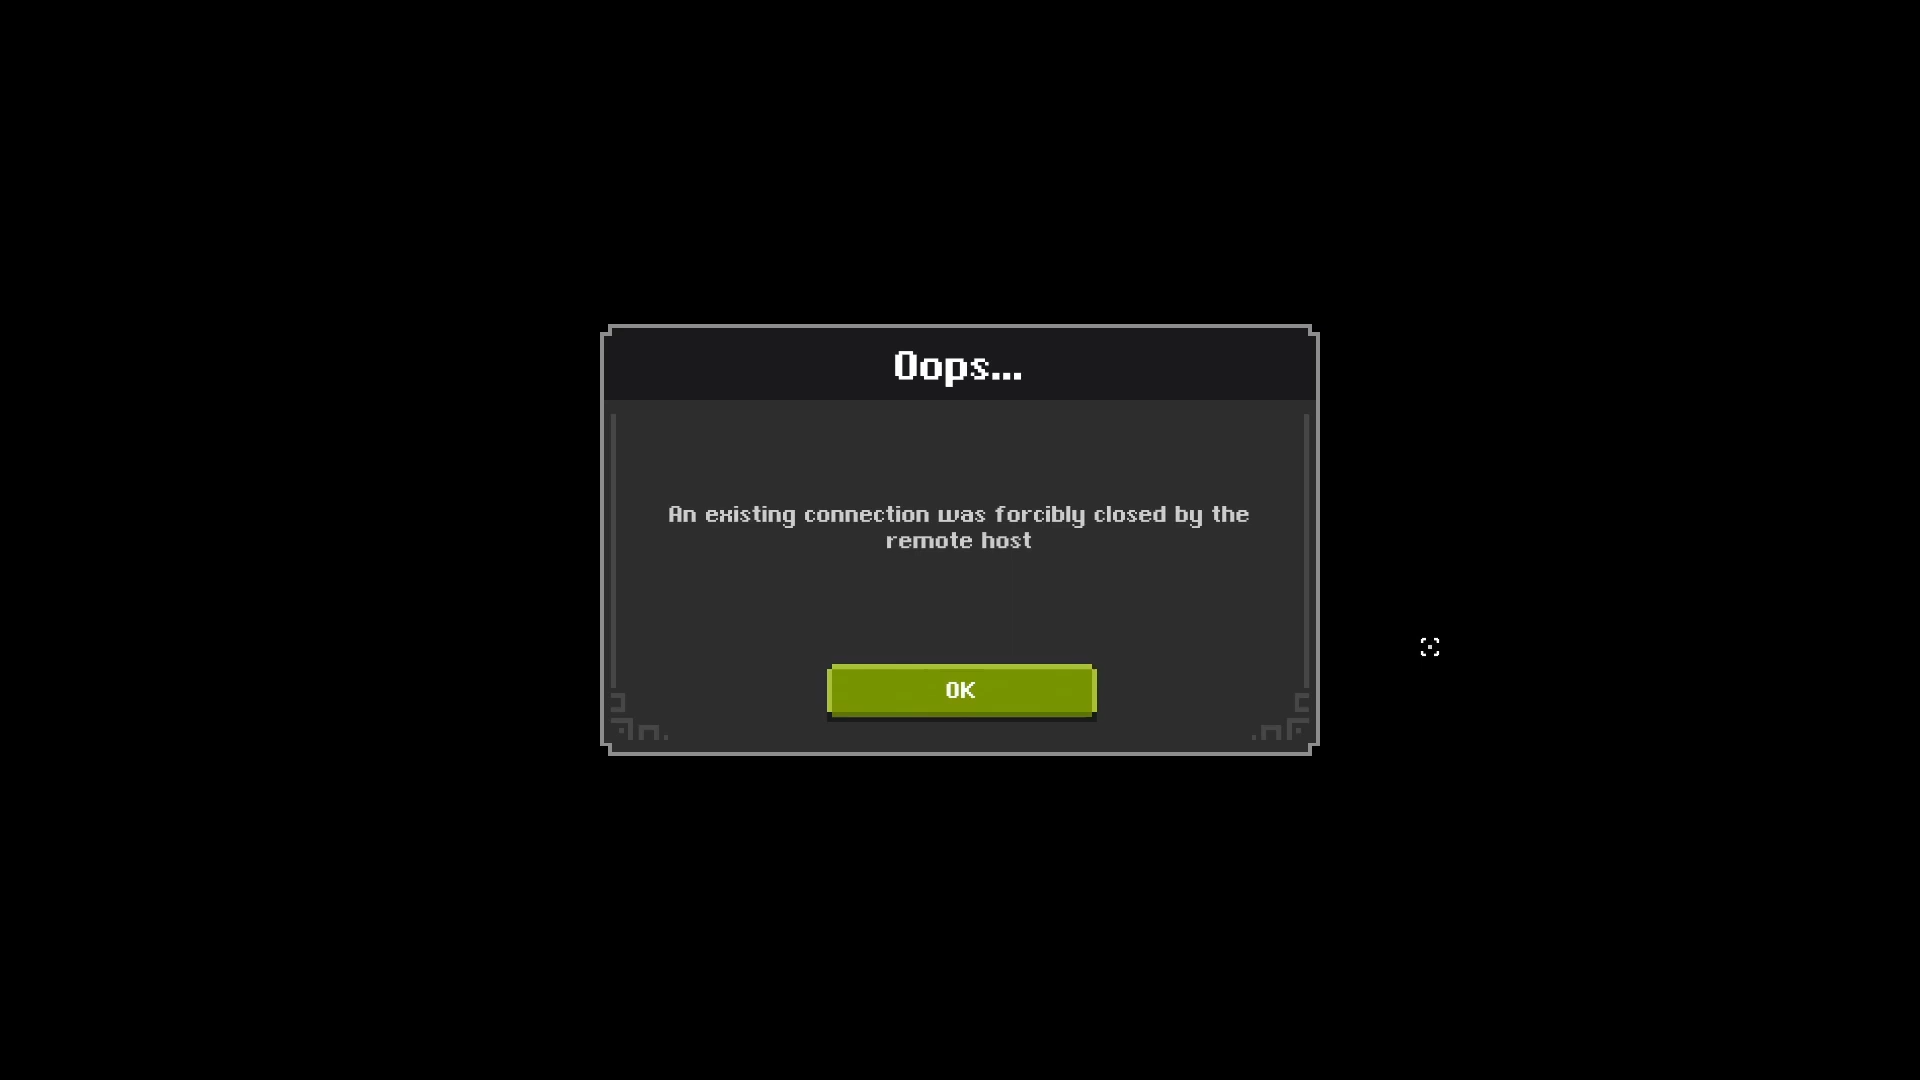 Oops...
An existing connection was forcibly closed by the
remote host
OK